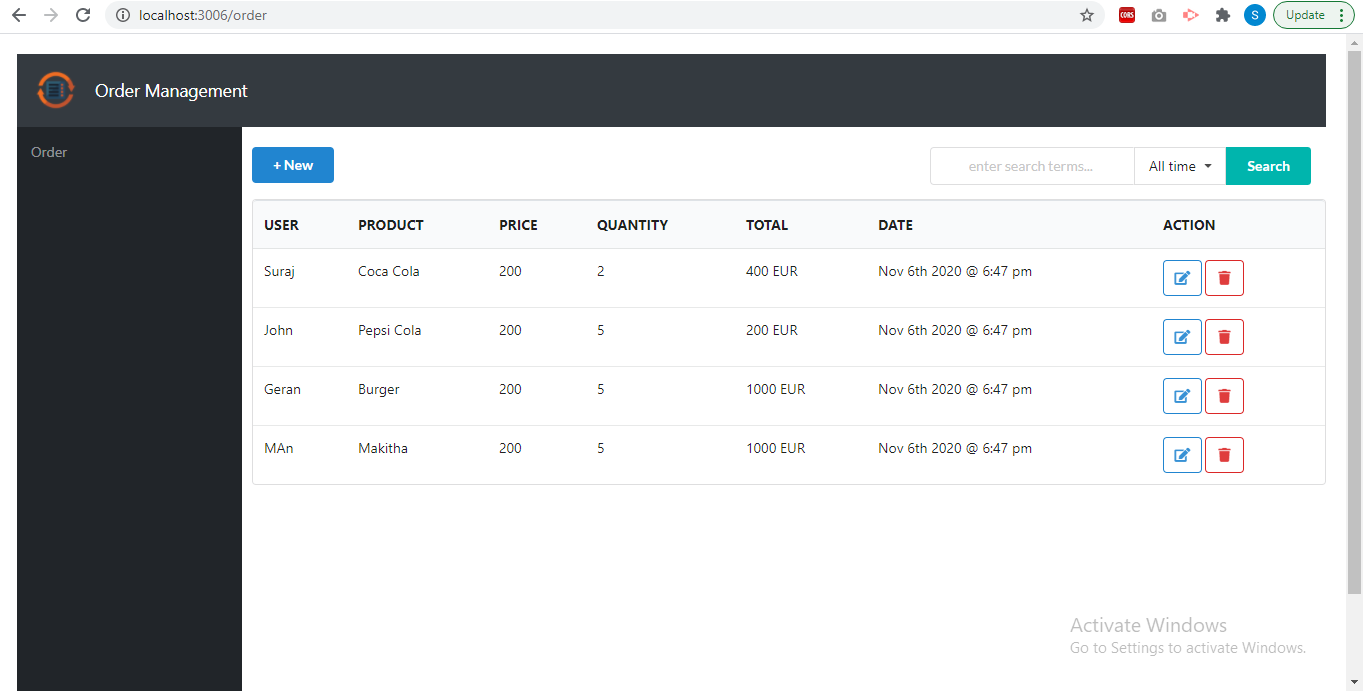 localhost:3006/order
CORS
S
Update
Order Management
Order
+ New
enter search terms...
All time
Search
USER PRODUCT PRICE QUANTITY TOTAL DATE ACTION
Suraj Coca Cola 200 2 400 EUR Nov 6th 2020 @ 6:47 pm
John Pepsi Cola 200 5 200 EUR Nov 6th 2020 @ 6:47 pm
Geran Burger 200 5 1000 EUR Nov 6th 2020 @ 6:47 pm
MAn Makitha 200 5 1000 EUR Nov 6th 2020 @ 6:47 pm
Activate Windows
Go to Settings to activate Windows.